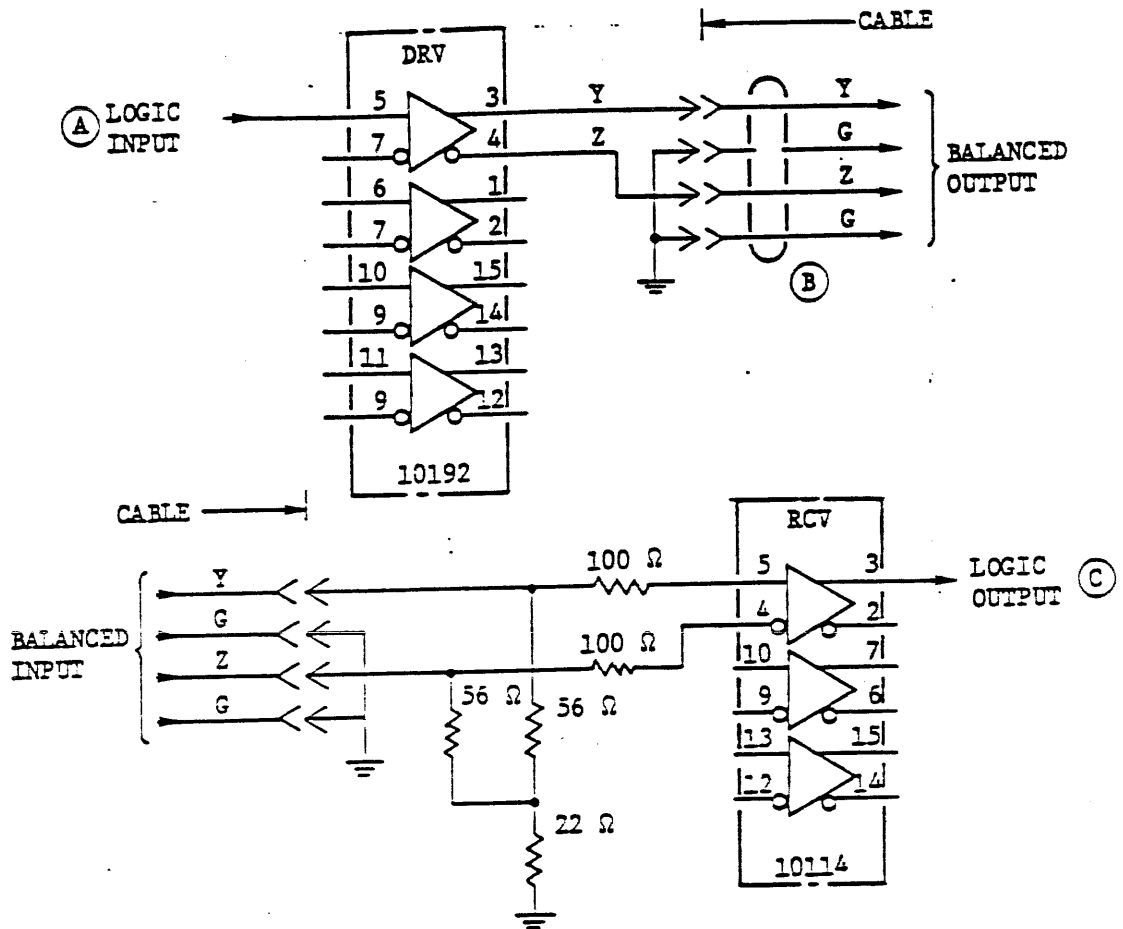 CABLE
DRV
A LOGIC
INPUT
5 3 Y
7 4 Z
6 1
7 2
10 15
9 14
11 13
9 12
10192
Y
G
Z
G
BALANCED
OUTPUT
B
CABLE
RCV
BALANCED
INPUT
Y
G
Z
G
100 Ω
100 Ω
56 Ω
56 Ω
22 Ω
5 3
4 2
10 7
9 6
13 15
12 14
10114
LOGIC
OUTPUT C